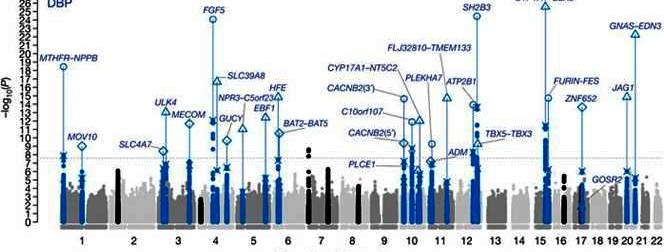 DBP
FGF5
SH2B3
GNAS–EDN3
MTHFR–NPPB
FLJ32810–TMEM133
SLC39A8
CYP17A1–NT5C2
PLEKHA7
ATP2B1
CACNB2(3')
FURIN-FES
JAG1
ULK4
NPR3-C5orf23
HFE
ZNF652
MECOM
GUCY
EBF1
C10orf107
MOV10
BAT2–BAT5
CACNB2(5')
TBX5–TBX3
SLC4A7
ADM
PLCE1
GOSR2
-log10(P)
26
25
24
23
22
21
20
19
18
17
16
15
14
13
12
11
10
9
8
7
6
5
4
3
2
1
0
1 2 3 4 5 6 7 8 9 10 11 12 13 14 15 16 17 18 19 20 21 22